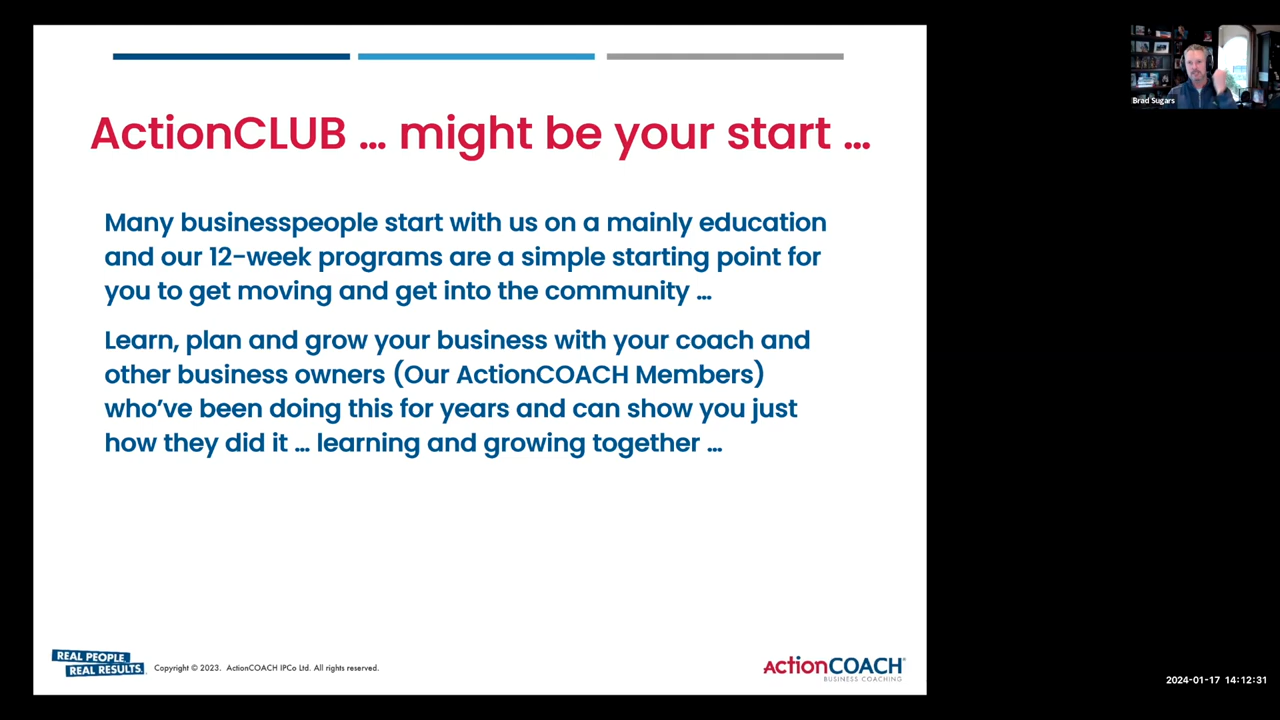 ActionCLUB ... might be your start ...
Brad Sugars
Many businesspeople start with us on a mainly education
and our 12-week programs are a simple starting point for
you to get moving and get into the community ...
Learn, plan and grow your business with your coach and
other business owners (Our ActionCOACH Members)
who've been doing this for years and can show you just
how they did it ... learning and growing together ...
REAL PEOPLE.
REAL RESULTS.
Copyright © 2023. ActionCOACH IPCo Ltd. All rights reserved.
actionCOACH®
BUSINESS COACHING
2024-01-17 14:12:31